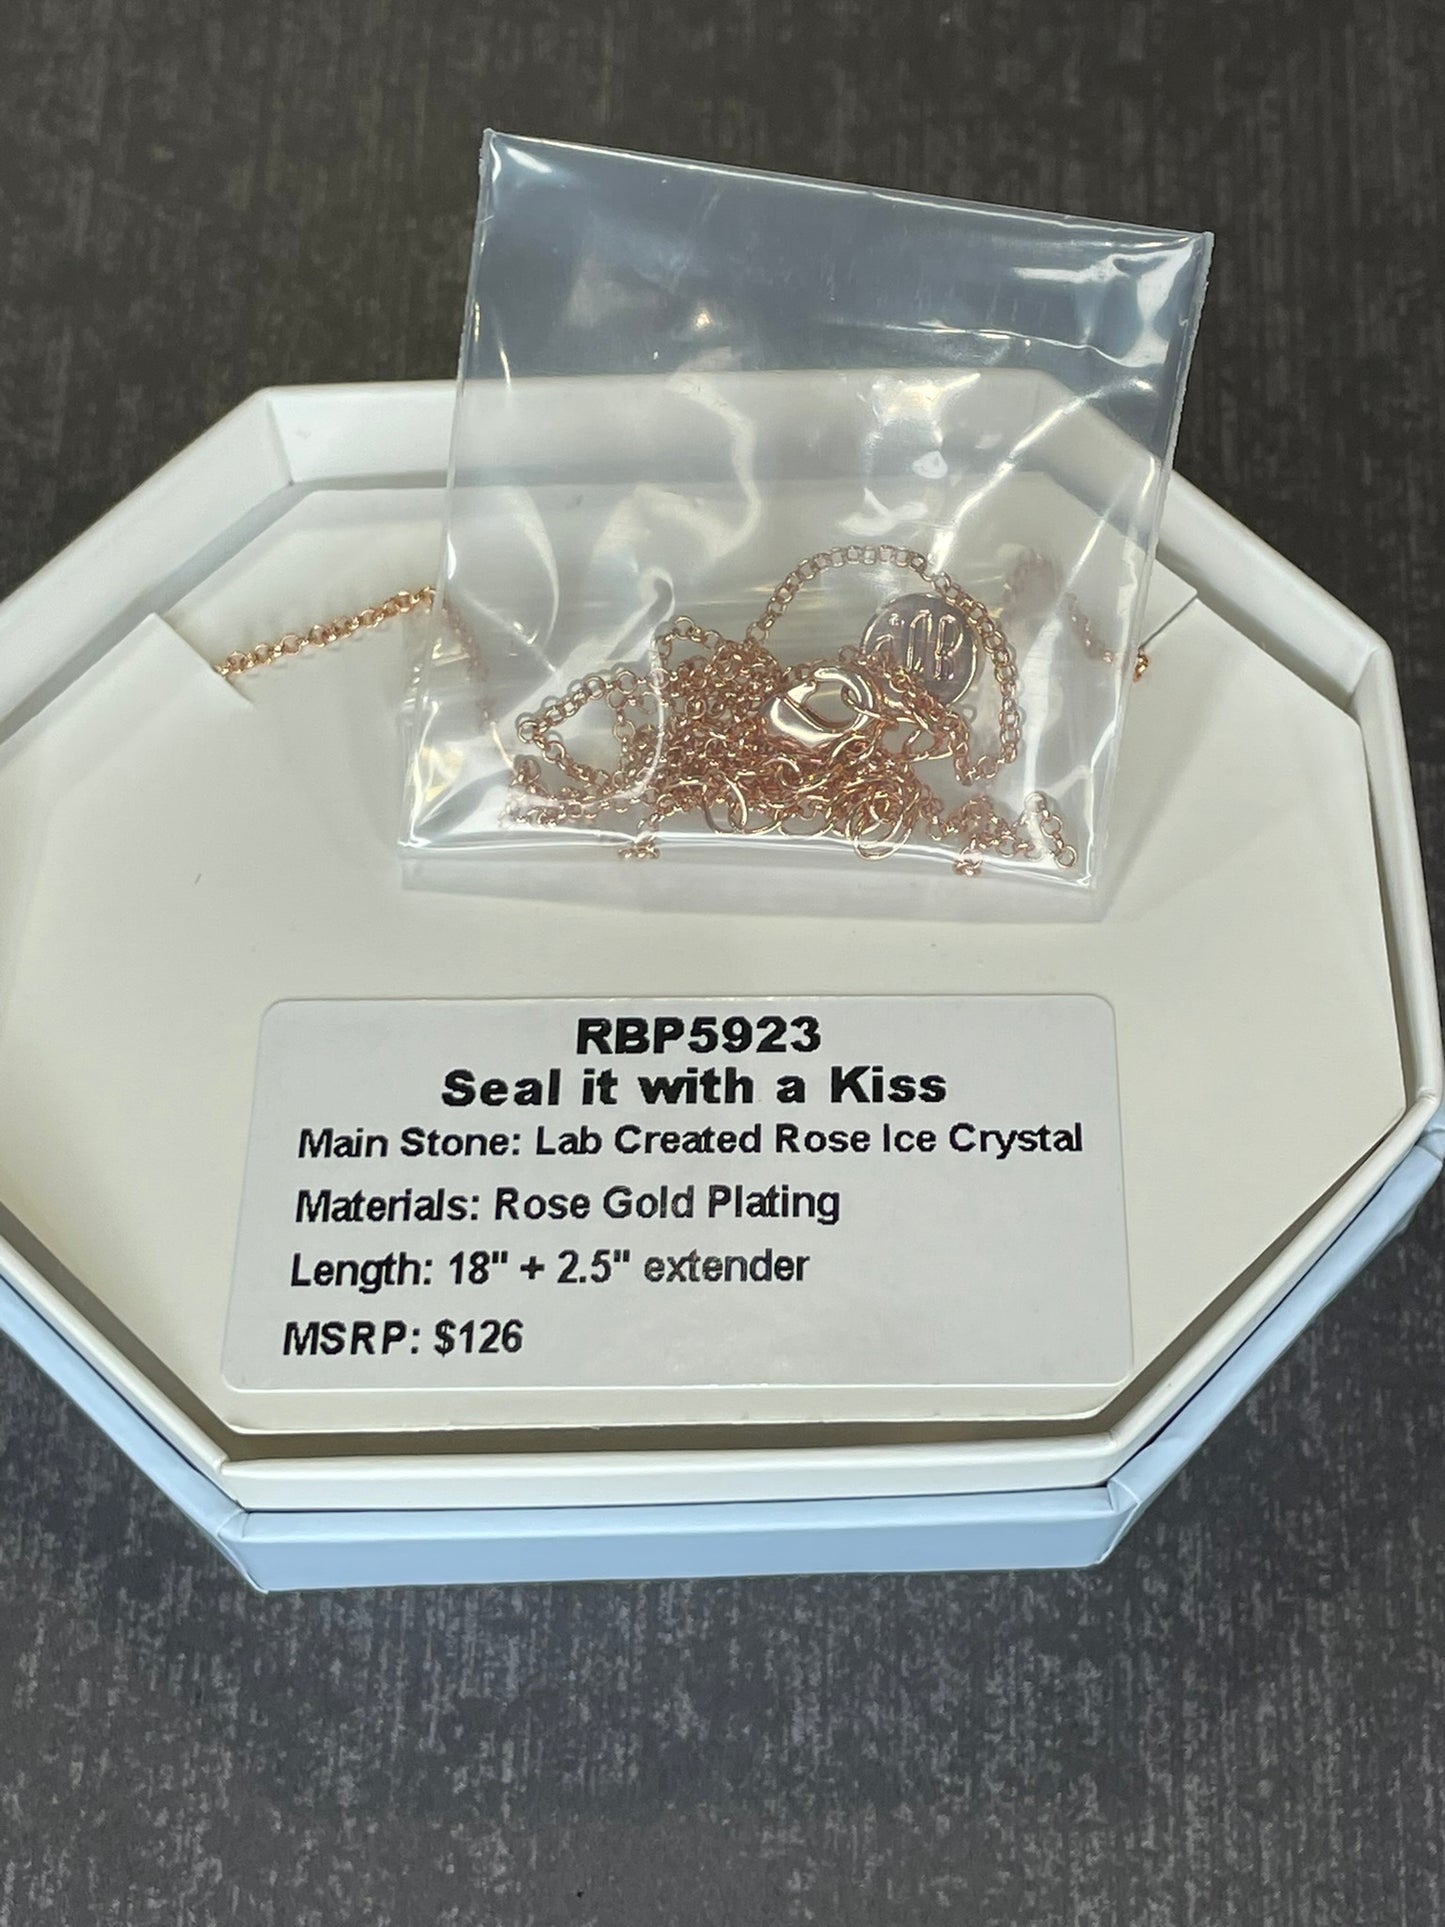 RBP5923
Seal it with a Kiss
Main Stone: Lab Created Rose Ice Crystal
Materials: Rose Gold Plating
Length: 18" + 2.5" extender
MSRP: $126